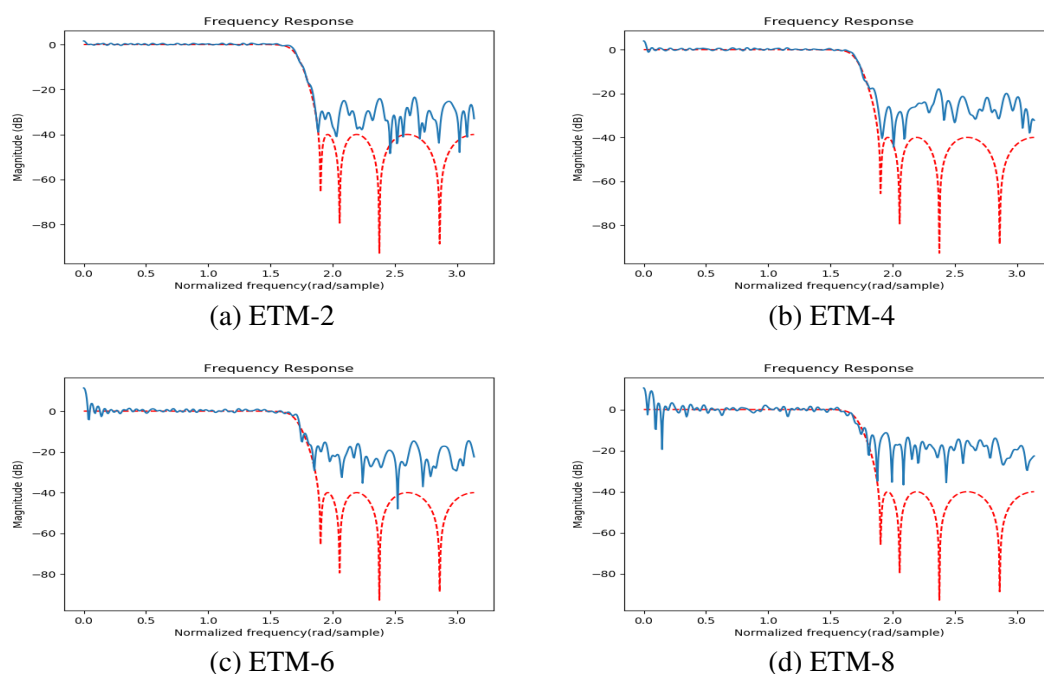 Frequency Response
Magnitude (dB)
0
−20
−40
−60
−80
0.0 0.5 1.0 1.5 2.0 2.5 3.0
Normalized frequency(rad/sample)
(a) ETM-2
Frequency Response
Magnitude (dB)
0
−20
−40
−60
−80
0.0 0.5 1.0 1.5 2.0 2.5 3.0
Normalized frequency(rad/sample)
(b) ETM-4
Frequency Response
Magnitude (dB)
0
−20
−40
−60
−80
0.0 0.5 1.0 1.5 2.0 2.5 3.0
Normalized frequency(rad/sample)
(c) ETM-6
Frequency Response
Magnitude (dB)
0
−20
−40
−60
−80
0.0 0.5 1.0 1.5 2.0 2.5 3.0
Normalized frequency(rad/sample)
(d) ETM-8